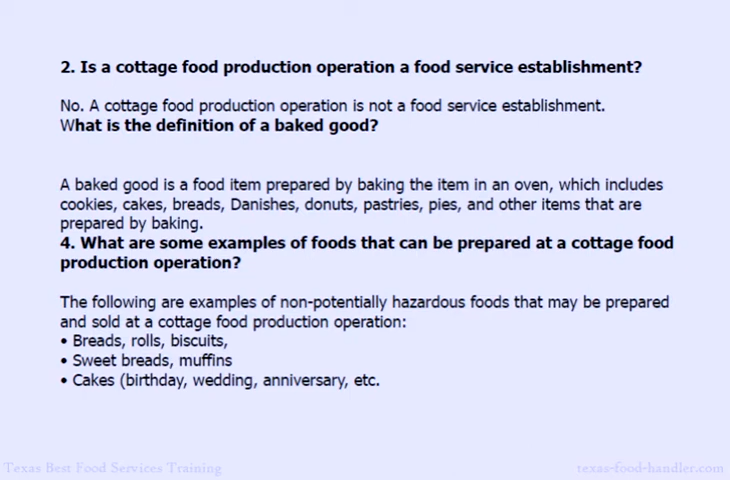 2. Is a cottage food production operation a food service establishment?
No. A cottage food production operation is not a food service establishment.
What is the definition of a baked good?
A baked good is a food item prepared by baking the item in an oven, which includes
cookies, cakes, breads, Danishes, donuts, pastries, pies, and other items that are
prepared by baking.
4. What are some examples of foods that can be prepared at a cottage food
production operation?
The following are examples of non-potentially hazardous foods that may be prepared
and sold at a cottage food production operation:
• Breads, rolls, biscuits,
• Sweet breads, muffins
• Cakes (birthday, wedding, anniversary, etc.
Texas Best Food Services Training
texas-food-handler.com